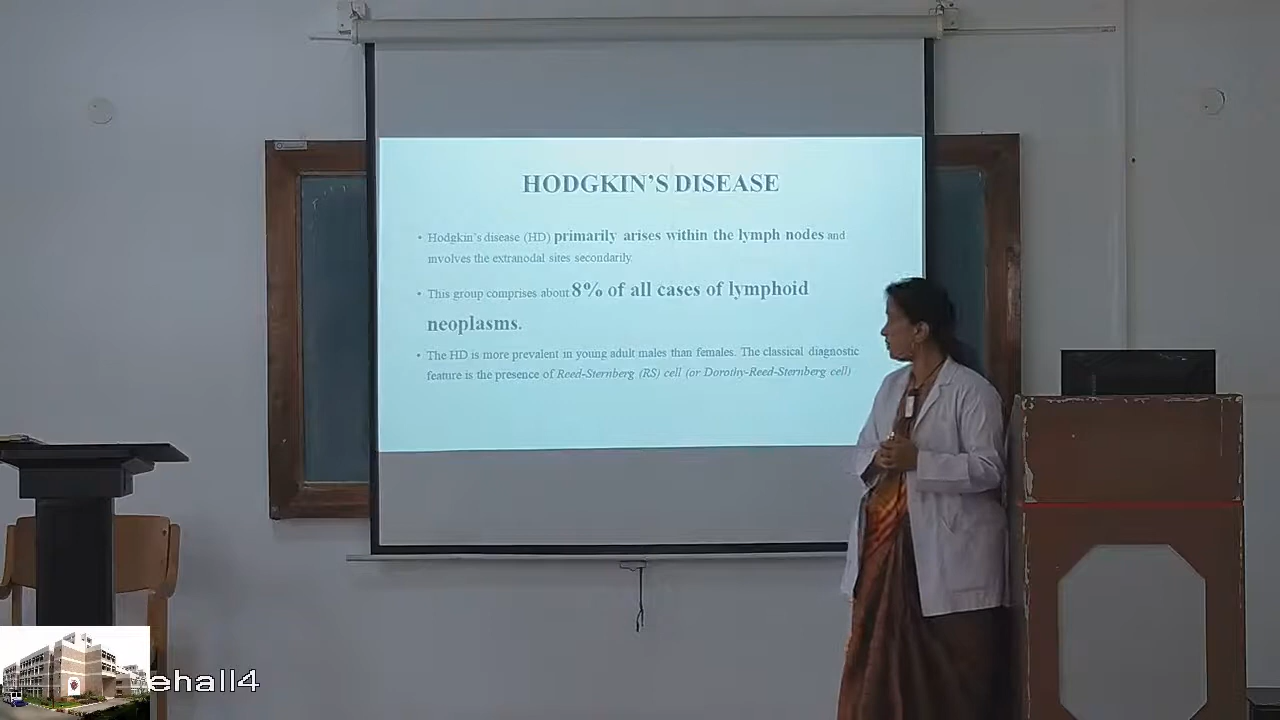 HODGKIN'S DISEASE
• Hodgkin's disease (HD) primarily arises within the lymph nodes and
involves the extranodal sites secondarily.
• This group comprises about 8% of all cases of lymphoid
neoplasms.
• The HD is more prevalent in young adult males than females. The classical diagnostic
feature is the presence of Reed-Sternberg (RS) cell (or Dorothy-Reed-Sternberg cell)
ehall4